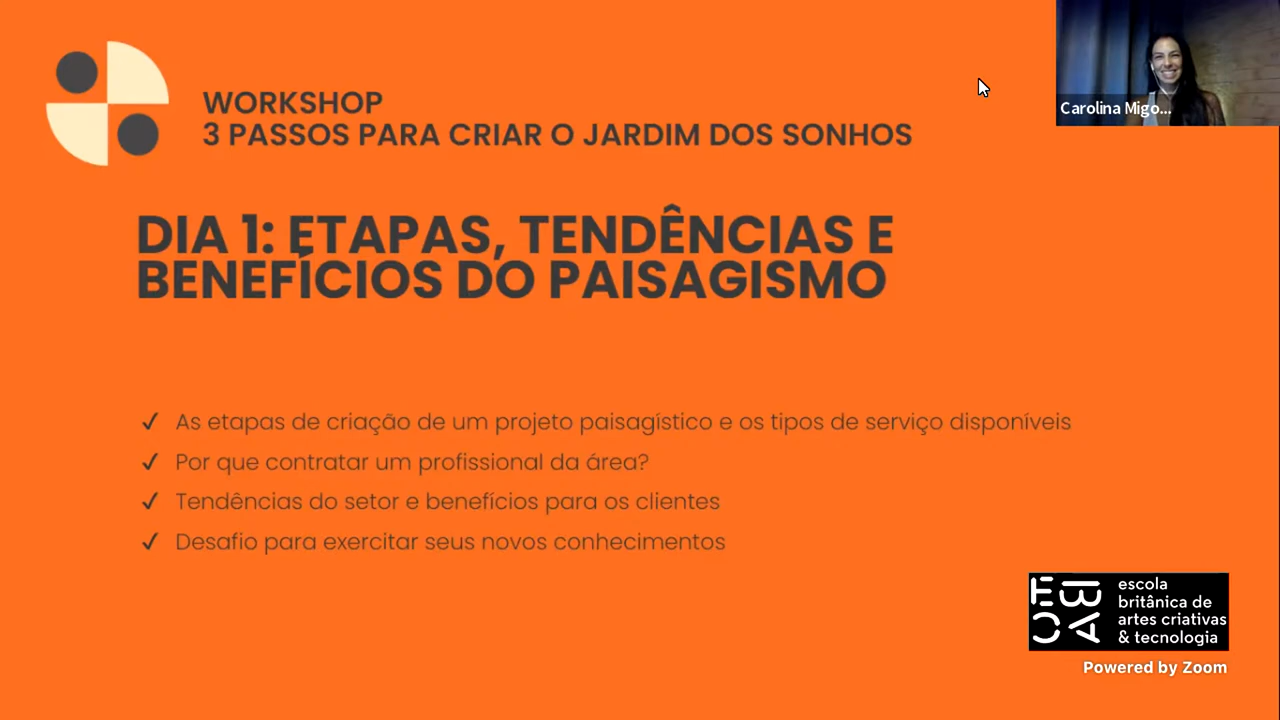 WORKSHOP
3 PASSOS PARA CRIAR O JARDIM DOS SONHOS
Carolina Migo...
DIA 1: ETAPAS, TENDÊNCIAS E
BENEFÍCIOS DO PAISAGISMO
✓ As etapas de criação de um projeto paisagístico e os tipos de serviço disponíveis
✓ Por que contratar um profissional da área?
✓ Tendências do setor e benefícios para os clientes
✓ Desafio para exercitar seus novos conhecimentos
EBAC
escola
britânica de
artes criativas
& tecnologia
Powered by Zoom